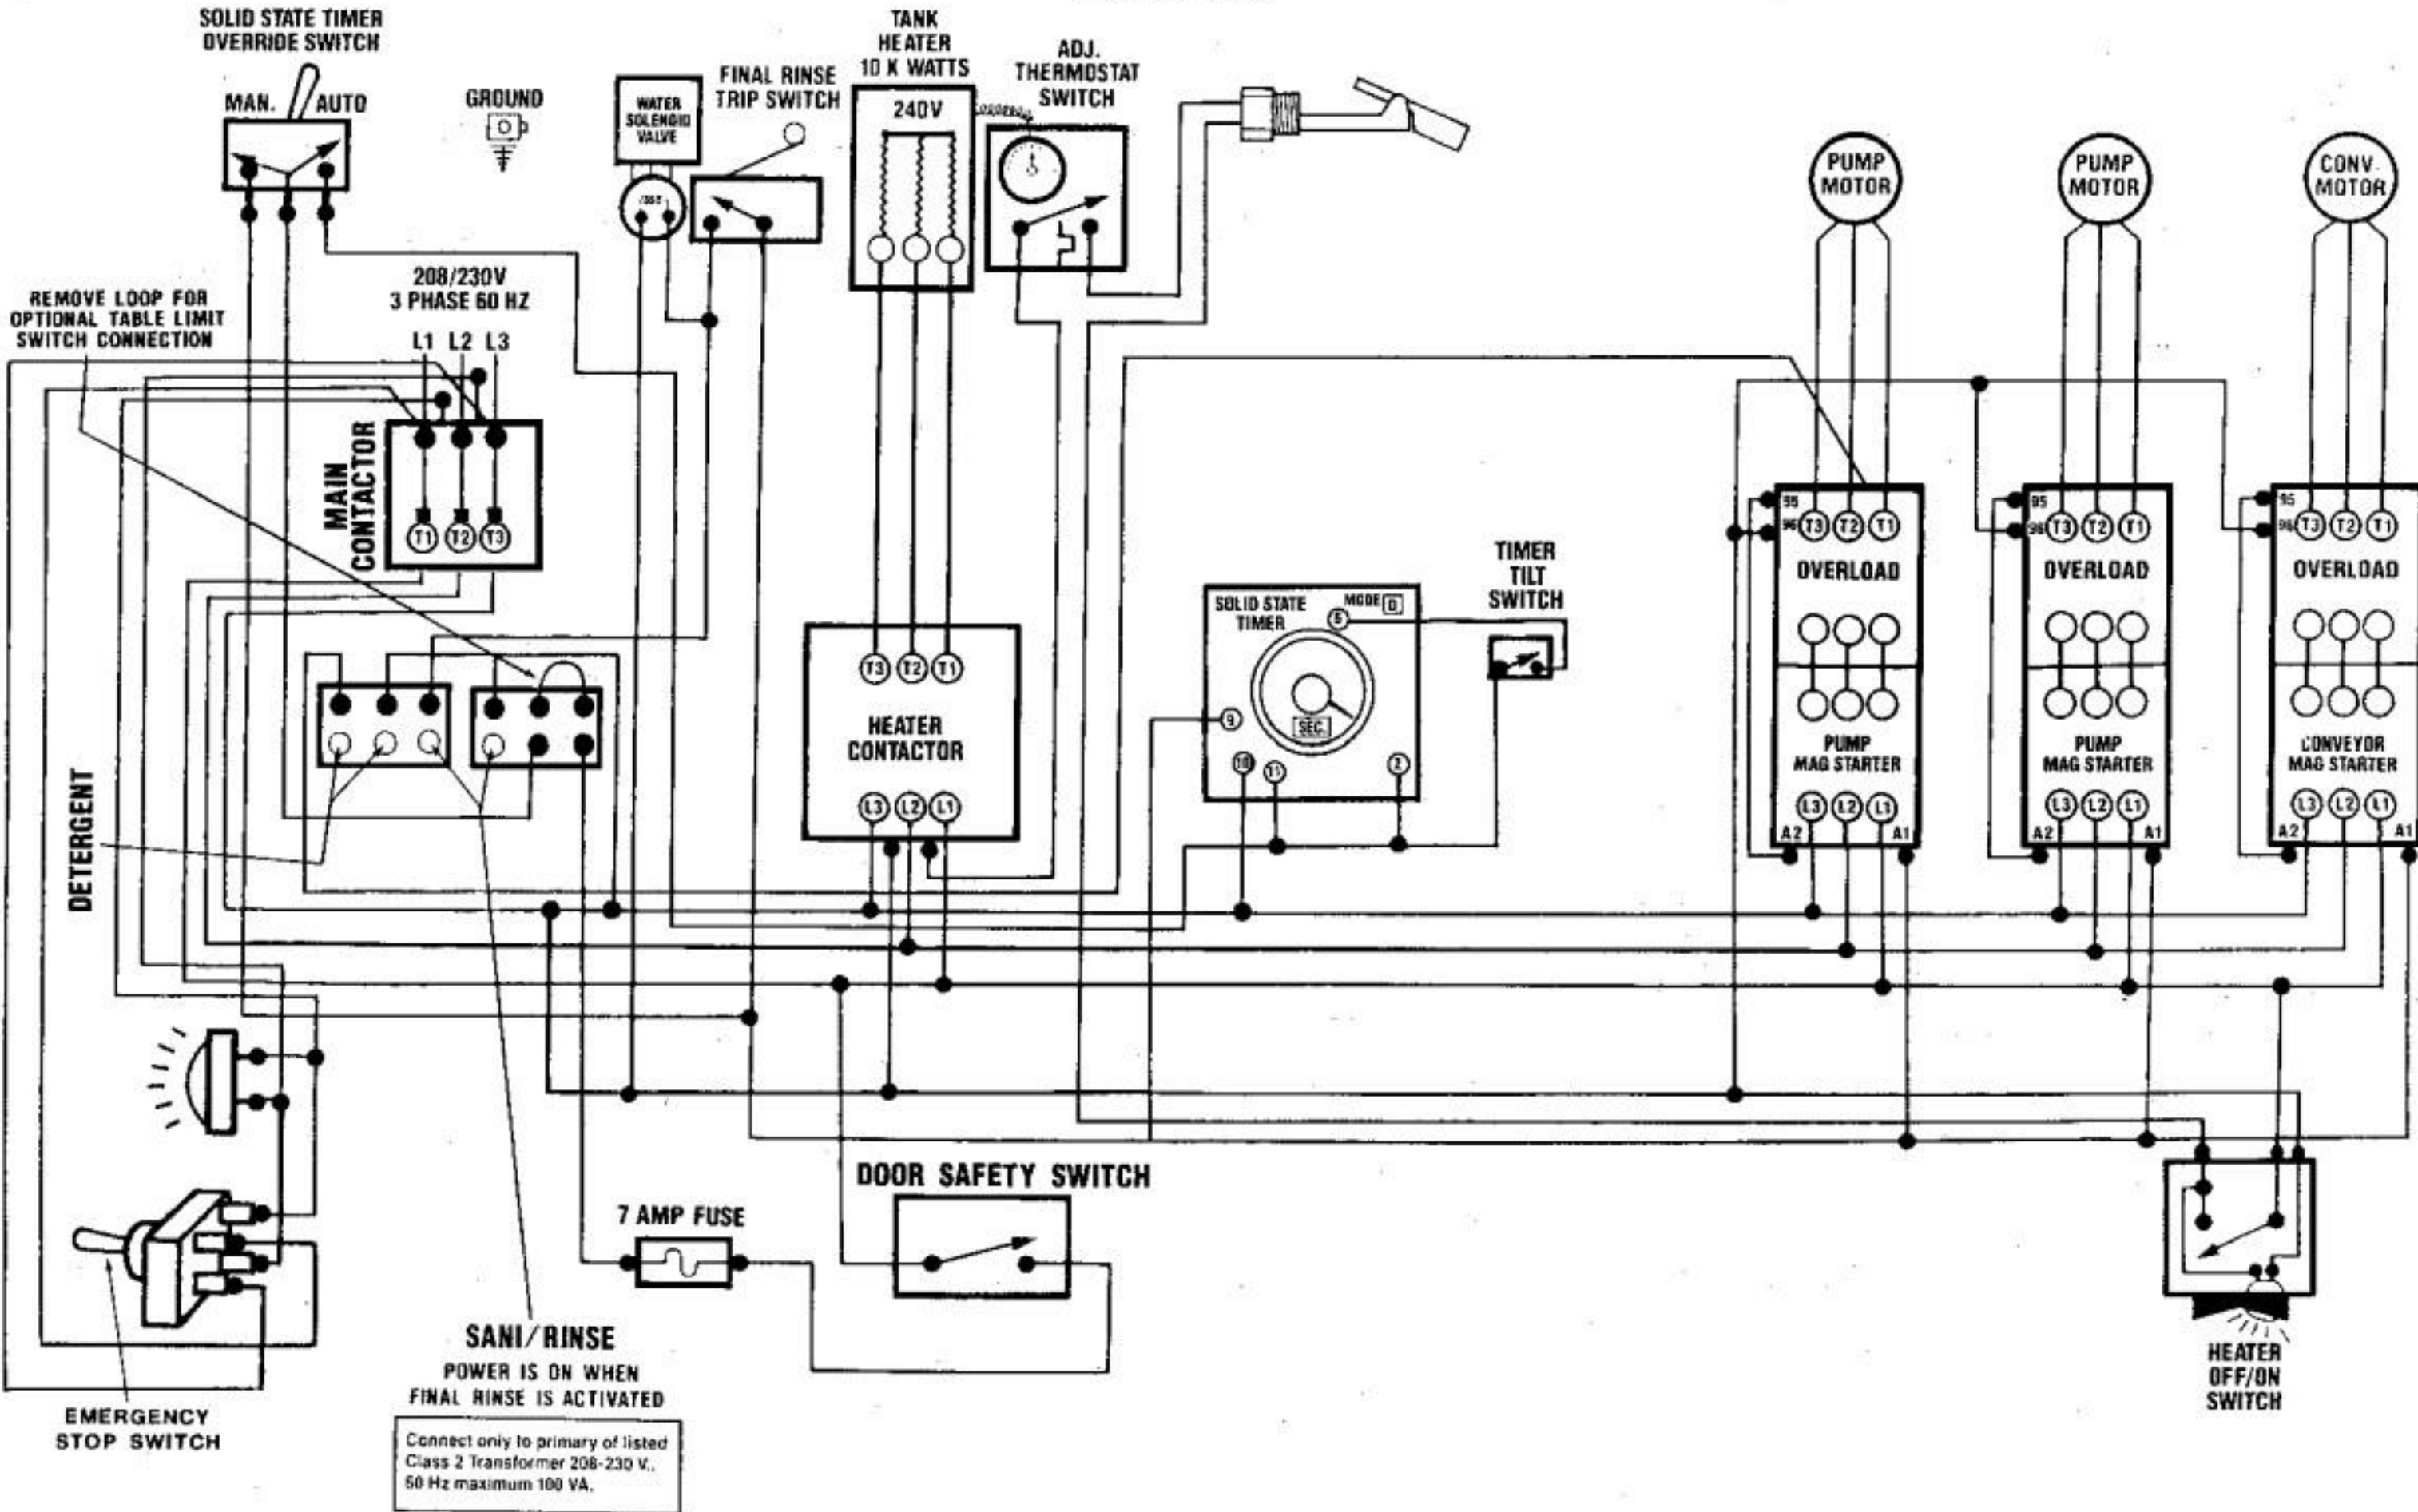 SOLID STATE TIMER
OVERRIDE SWITCH
MAN.
AUTO
GROUND
WATER
SOLENOID
VALVE
FINAL RINSE
TRIP SWITCH
TANK
HEATER
10 K WATTS
240V
ADJ.
THERMOSTAT
SWITCH
PUMP
MOTOR
PUMP
MOTOR
CONV.
MOTOR
REMOVE LOOP FOR
OPTIONAL TABLE LIMIT
SWITCH CONNECTION
208/230V
3 PHASE 60 HZ
L1 L2 L3
MAIN
CONTACTOR
T1 T2 T3
95
96 T3 T2 T1
OVERLOAD
PUMP
MAG STARTER
L3 L2 L1
A2 A1
95
96 T3 T2 T1
OVERLOAD
PUMP
MAG STARTER
L3 L2 L1
A2 A1
95
96 T3 T2 T1
OVERLOAD
CONVEYOR
MAG STARTER
L3 L2 L1
A2 A1
TIMER
TILT
SWITCH
SOLID STATE
TIMER
MODE D
SEC.
9
10
11
2
T3 T2 T1
HEATER
CONTACTOR
L3 L2 L1
DETERGENT
DOOR SAFETY SWITCH
7 AMP FUSE
SANI/RINSE
POWER IS ON WHEN
FINAL RINSE IS ACTIVATED
Connect only to primary of listed
Class 2 Transformer 208-230 V.,
60 Hz maximum 100 VA.
EMERGENCY
STOP SWITCH
HEATER
OFF/ON
SWITCH